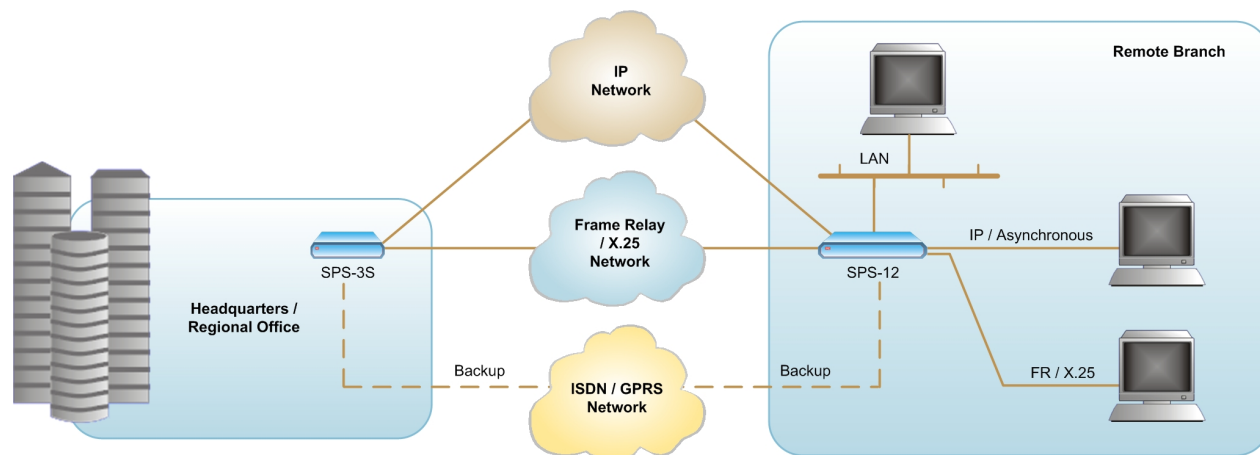 IP
Network
Remote Branch
LAN
Frame Relay
/ X.25
Network
IP / Asynchronous
SPS-3S
SPS-12
Headquarters /
Regional Office
Backup
ISDN / GPRS
Network
Backup
FR / X.25